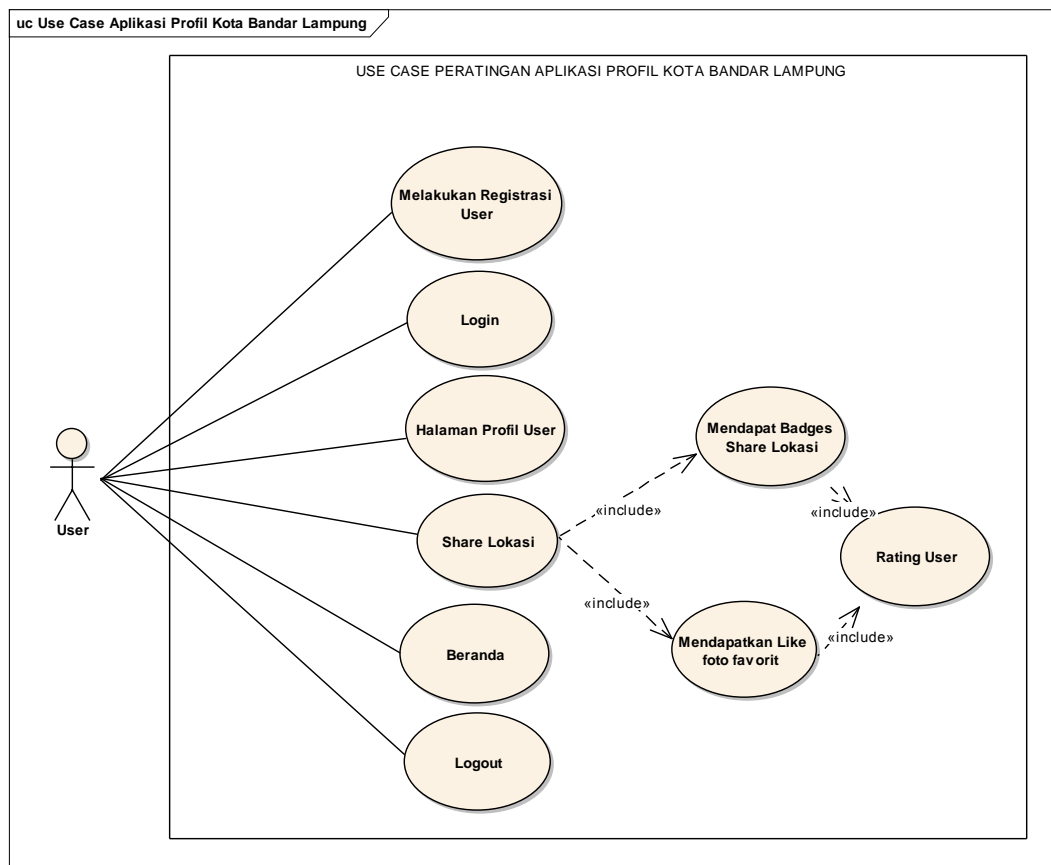 uc Use Case Aplikasi Profil Kota Bandar Lampung
USE CASE PERATINGAN APLIKASI PROFIL KOTA BANDAR LAMPUNG
Melakukan Registrasi
User
Login
Halaman Profil User
Mendapat Badges
Share Lokasi
«include»
«include»
User
Share Lokasi
Rating User
«include»
«include»
Mendapatkan Like
foto favorit
Beranda
Logout